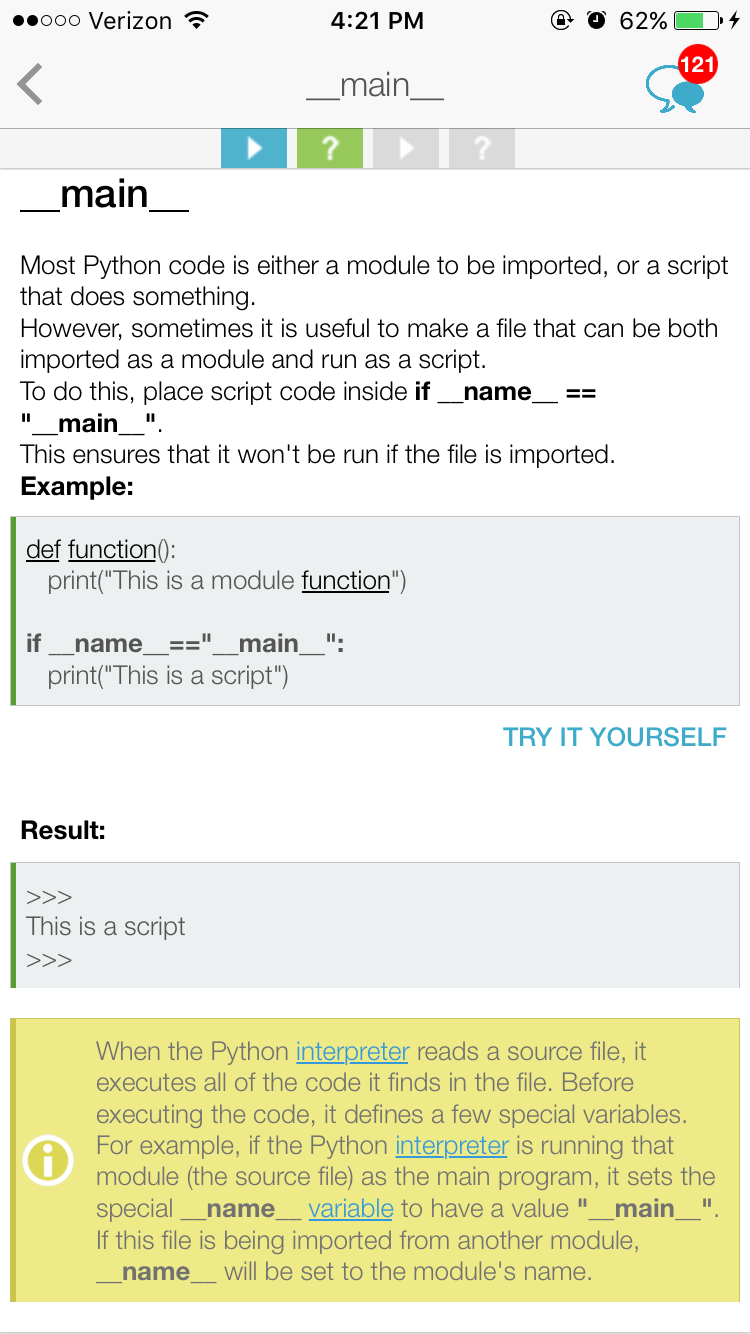 Verizon 4:21 PM 62%
__main__ 121
? ?
__main__
Most Python code is either a module to be imported, or a script
that does something.
However, sometimes it is useful to make a file that can be both
imported as a module and run as a script.
To do this, place script code inside if __name__ ==
"__main__".
This ensures that it won't be run if the file is imported.
Example:
def function():
   print("This is a module function")
if __name__=="__main__":
   print("This is a script")
TRY IT YOURSELF
Result:
>>>
This is a script
>>>
When the Python interpreter reads a source file, it
executes all of the code it finds in the file. Before
executing the code, it defines a few special variables.
For example, if the Python interpreter is running that
module (the source file) as the main program, it sets the
special __name__ variable to have a value "__main__".
If this file is being imported from another module,
__name__ will be set to the module's name.